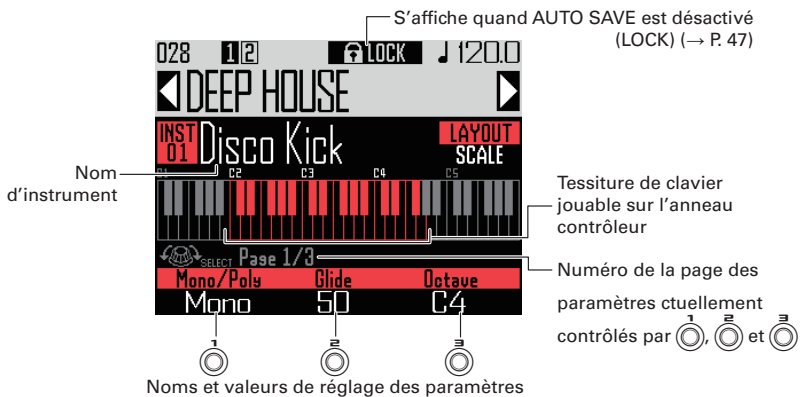 S’affiche quand AUTO SAVE est désactivé
(LOCK) (→ P. 47)
028 1 2 LOCK ♩120.0
DEEP HOUSE
INST 01 Disco Kick LAYOUT SCALE
Nom
d’instrument
C1 C2 C3 C4 C5
Tessiture de clavier
jouable sur l’anneau
contrôleur
SELECT Page 1/3
Numéro de la page des
paramètres ctuellement
contrôlés par 1, 2 et 3
Mono/Poly Glide Octave
Mono 50 C4
1 2 3
Noms et valeurs de réglage des paramètres